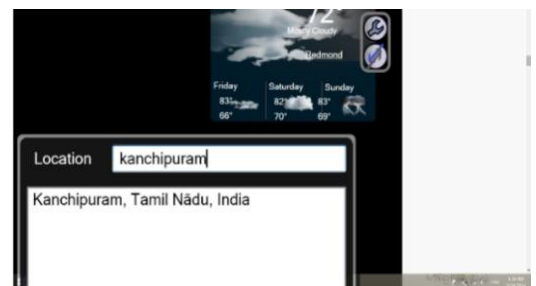 72°
Mostly Cloudy
Redmond
Friday Saturday Sunday
83° 82° 83°
66° 70° 69°
Location kanchipuram
Kanchipuram, Tamil Nādu, India